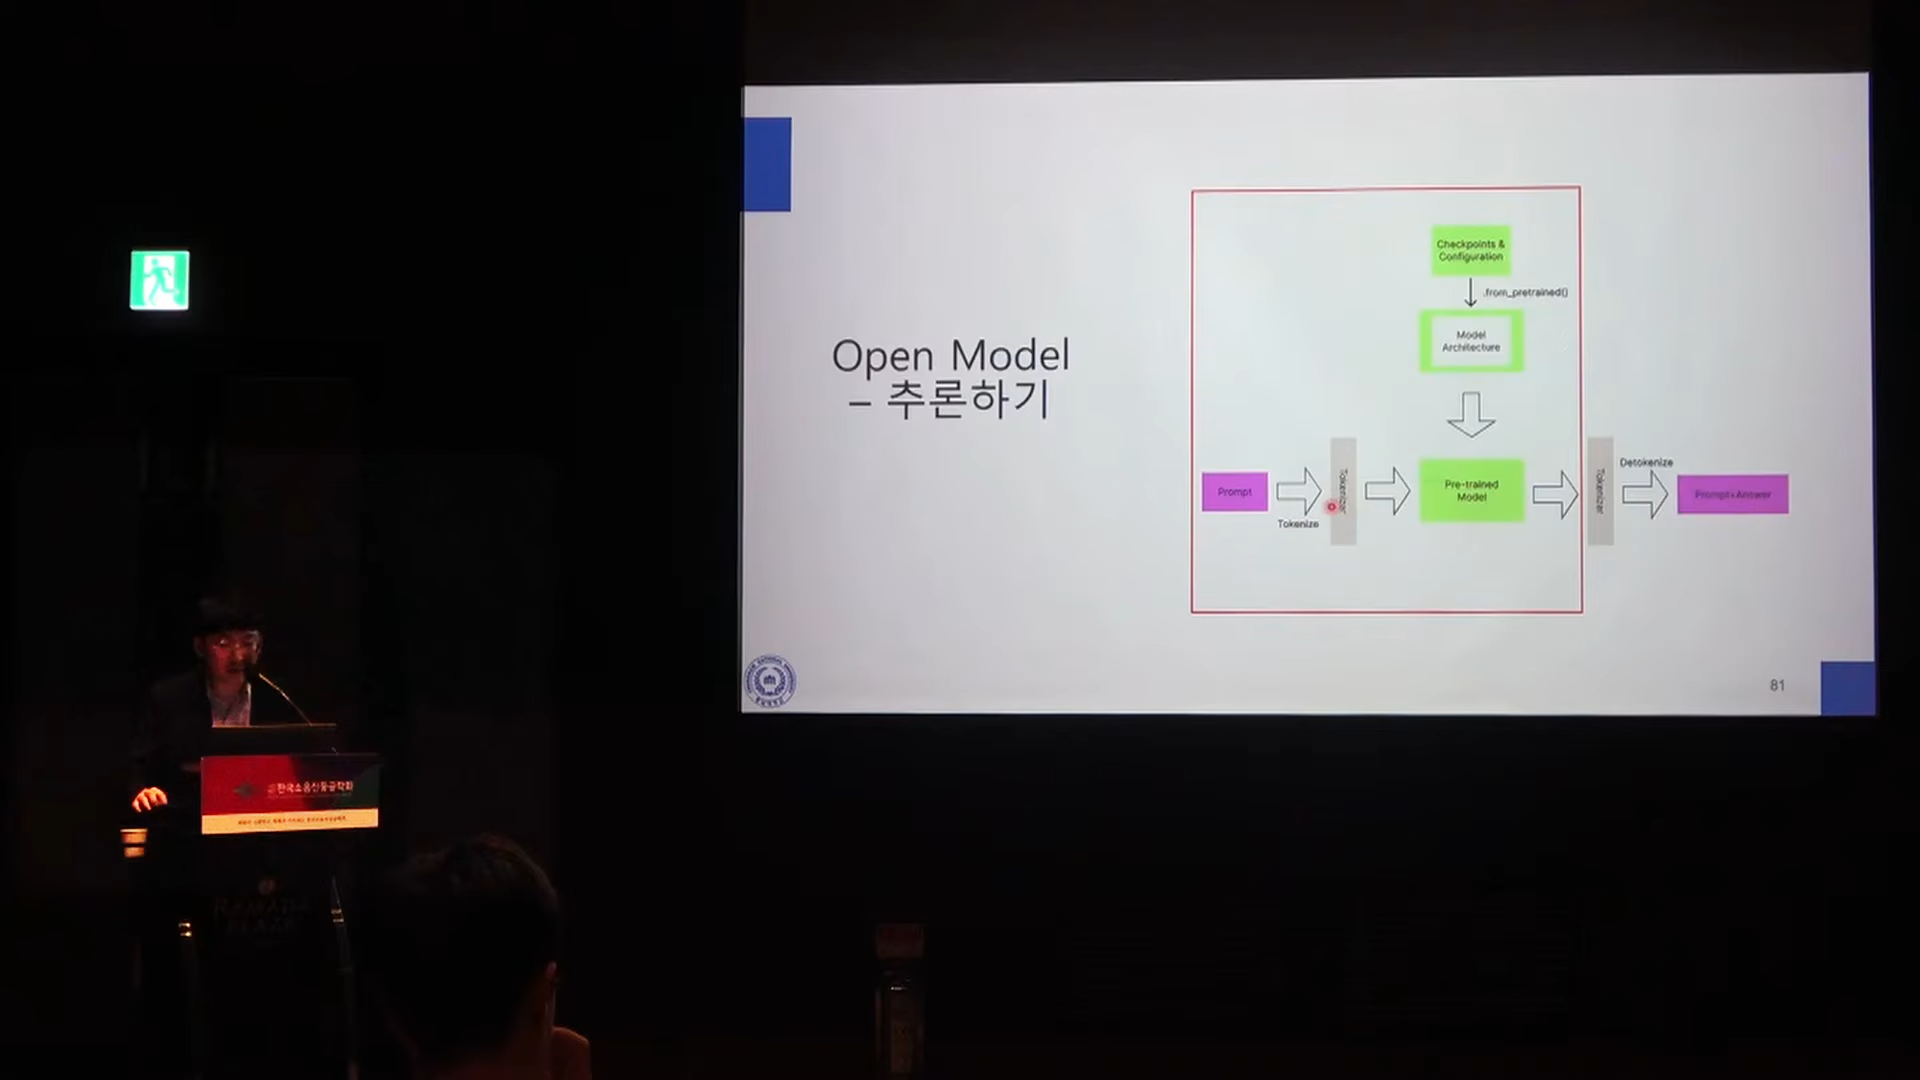 Open Model
– 추론하기
Checkpoints &
Configuration
.from_pretrained()
Model
Architecture
Prompt
Tokenize
Tokenizer
Pre-trained
Model
Tokenizer
Detokenize
Prompt+Answer
81
한국소음진동공학회